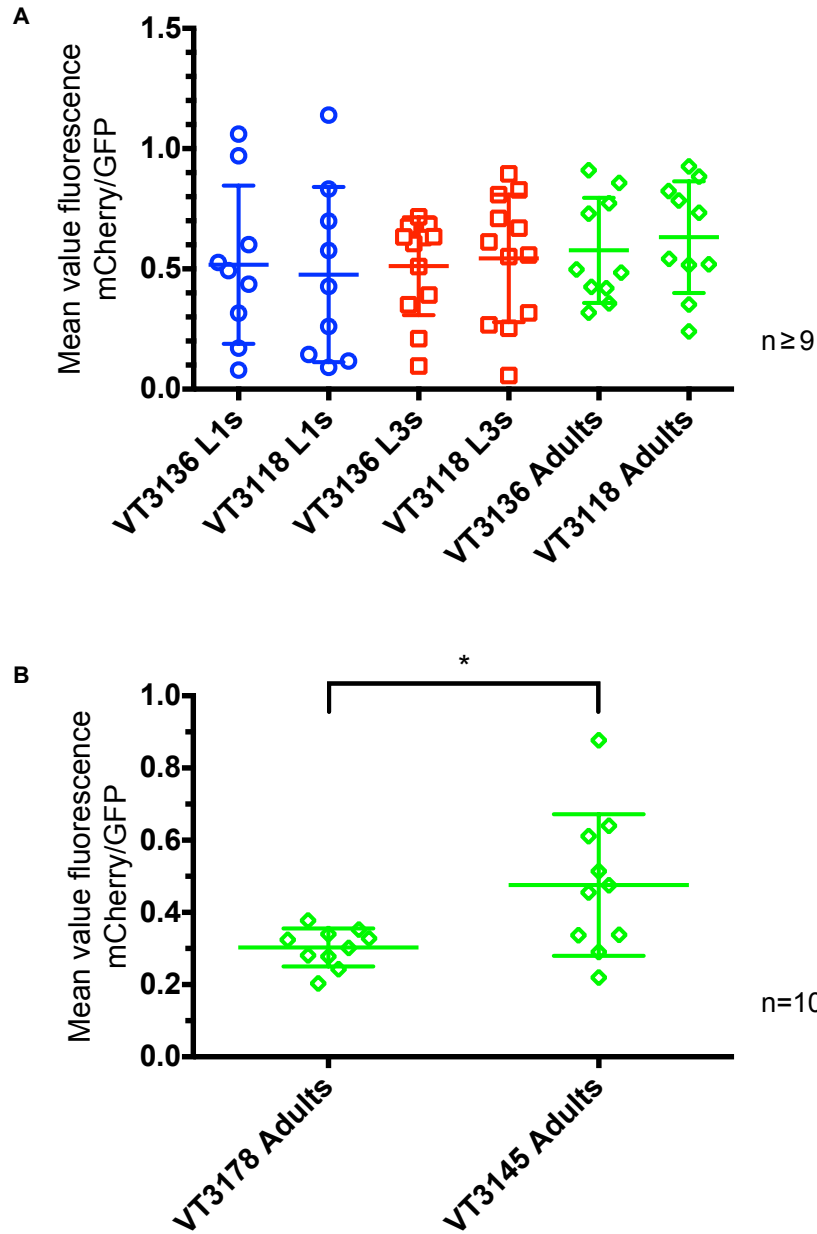 A
Mean value fluorescence
mCherry/GFP
1.5
1.0
0.5
0.0
n≥9
VT3136 L1s
VT3118 L1s
VT3136 L3s
VT3118 L3s
VT3136 Adults
VT3118 Adults
B
*
Mean value fluorescence
mCherry/GFP
1.0
0.8
0.6
0.4
0.2
0.0
n=10
VT3178 Adults
VT3145 Adults